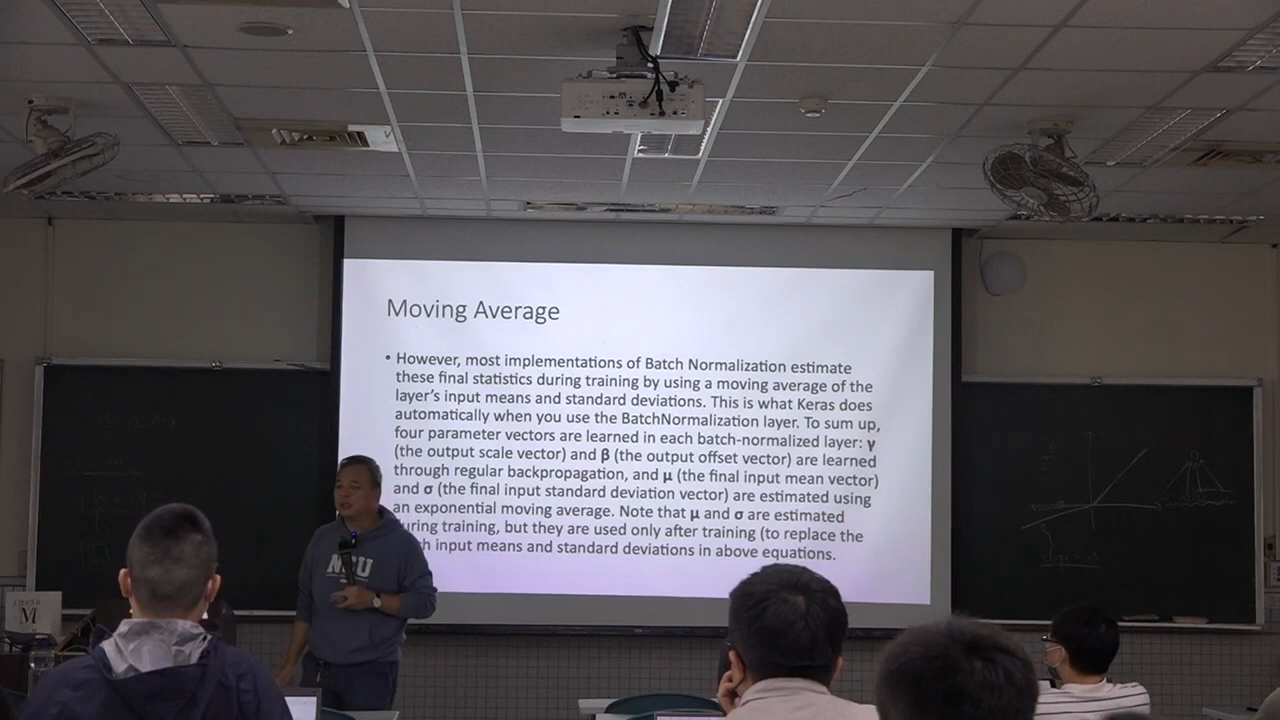 Moving Average
• However, most implementations of Batch Normalization estimate
these final statistics during training by using a moving average of the
layer's input means and standard deviations. This is what Keras does
automatically when you use the BatchNormalization layer. To sum up,
four parameter vectors are learned in each batch-normalized layer: γ
(the output scale vector) and β (the output offset vector) are learned
through regular backpropagation, and μ (the final input mean vector)
and σ (the final input standard deviation vector) are estimated using
an exponential moving average. Note that μ and σ are estimated
uring training, but they are used only after training (to replace the
h input means and standard deviations in above equations.
M